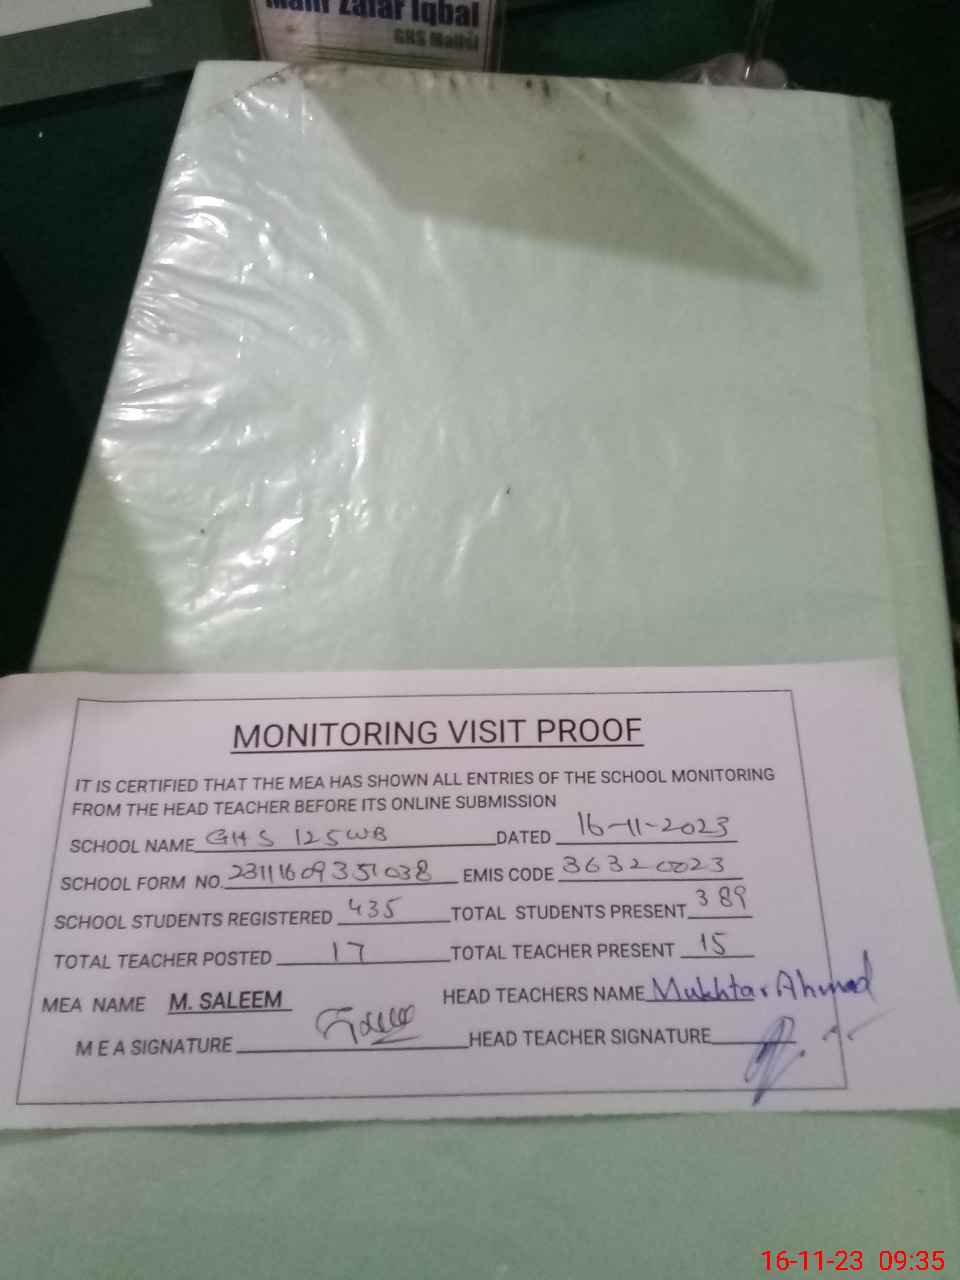 Zafar Iqbal
GHS Mailsi
MONITORING VISIT PROOF
IT IS CERTIFIED THAT THE MEA HAS SHOWN ALL ENTRIES OF THE SCHOOL MONITORING
FROM THE HEAD TEACHER BEFORE ITS ONLINE SUBMISSION
SCHOOL NAME GHS 125WB DATED 16-11-2023
SCHOOL FORM NO. 23111609351038 EMIS CODE 36320023
SCHOOL STUDENTS REGISTERED 435 TOTAL STUDENTS PRESENT 389
TOTAL TEACHER POSTED 17 TOTAL TEACHER PRESENT 15
MEA NAME M. SALEEM HEAD TEACHERS NAME Mukhtar Ahmad
M E A SIGNATURE HEAD TEACHER SIGNATURE
16-11-23 09:35